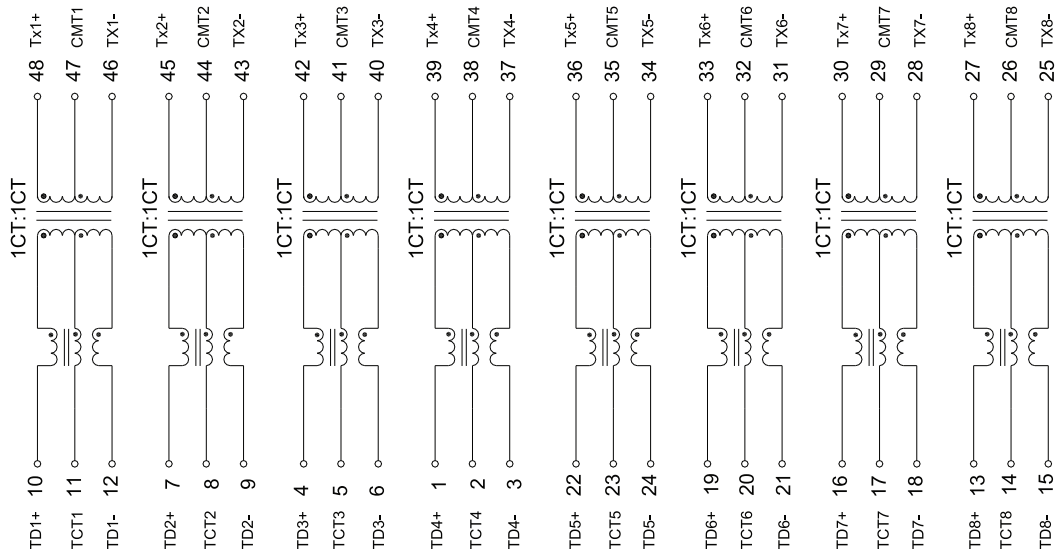 Tx1+ CMT1 TX1- Tx2+ CMT2 TX2- Tx3+ CMT3 TX3- Tx4+ CMT4 TX4- Tx5+ CMT5 TX5- Tx6+ CMT6 TX6- Tx7+ CMT7 TX7- Tx8+ CMT8 TX8-
48 47 46 45 44 43 42 41 40 39 38 37 36 35 34 33 32 31 30 29 28 27 26 25
1CT:1CT 1CT:1CT 1CT:1CT 1CT:1CT 1CT:1CT 1CT:1CT 1CT:1CT 1CT:1CT
10 11 12 7 8 9 4 5 6 1 2 3 22 23 24 19 20 21 16 17 18 13 14 15
TD1+ TCT1 TD1- TD2+ TCT2 TD2- TD3+ TCT3 TD3- TD4+ TCT4 TD4- TD5+ TCT5 TD5- TD6+ TCT6 TD6- TD7+ TCT7 TD7- TD8+ TCT8 TD8-